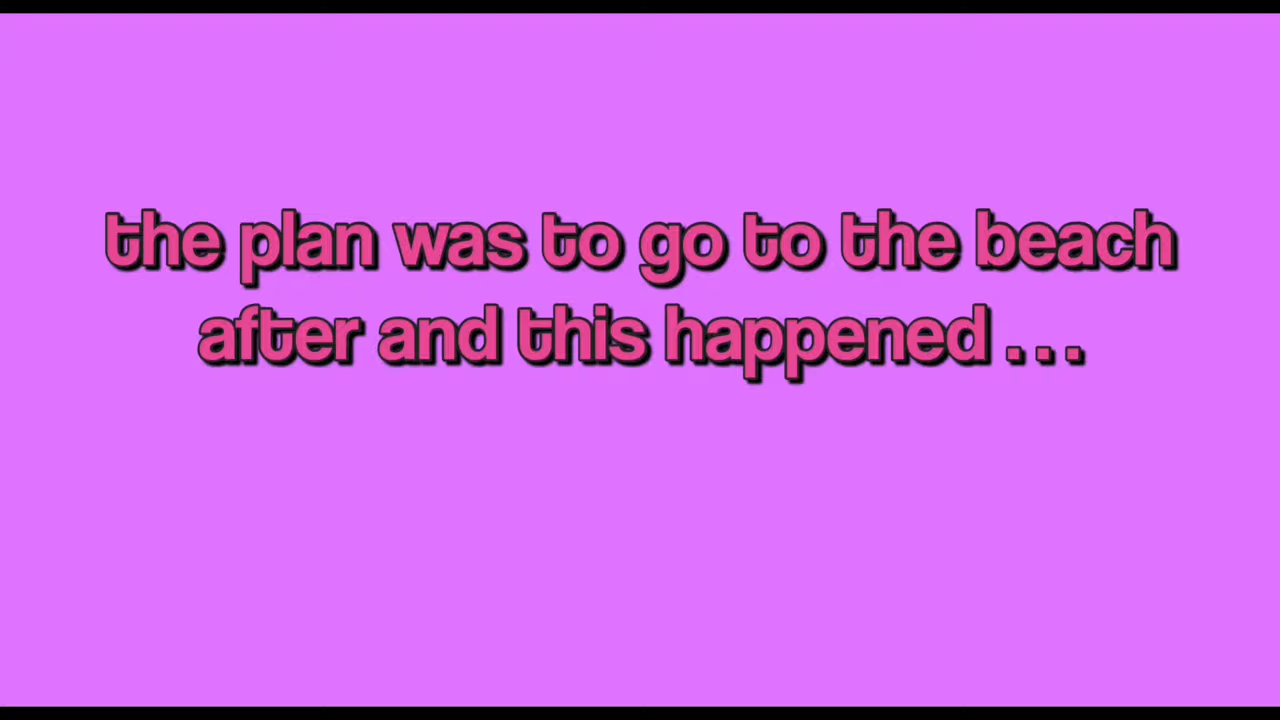 the plan was to go to the beach
after and this happened ...